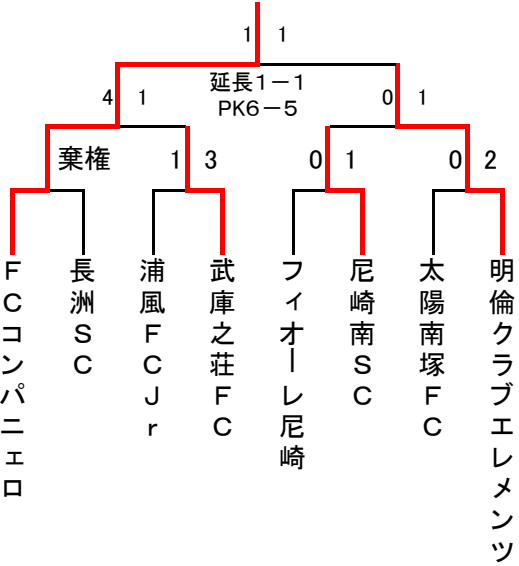 1 1
延長1－1
PK6－5
4 1
0 1
棄権
1 3
0 1
0 2
FCコンパニェロ
長洲SC
浦風FCJr
武庫之荘FC
フィオーレ尼崎
尼崎南SC
太陽南塚FC
明倫クラブエレメンツ